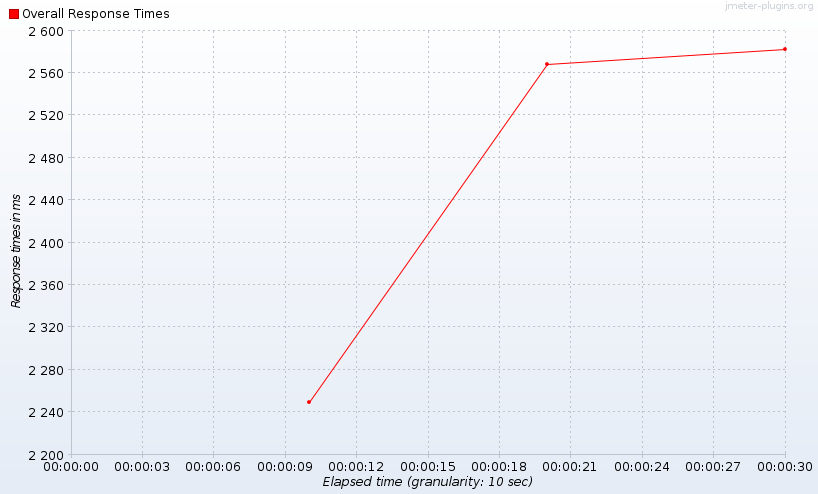 jmeter-plugins.org
Overall Response Times
2 600
2 560
2 520
2 480
2 440
2 400
2 360
2 320
2 280
2 240
2 200
Response times in ms
00:00:00 00:00:03 00:00:06 00:00:09 00:00:12 00:00:15 00:00:18 00:00:21 00:00:24 00:00:27 00:00:30
Elapsed time (granularity: 10 sec)